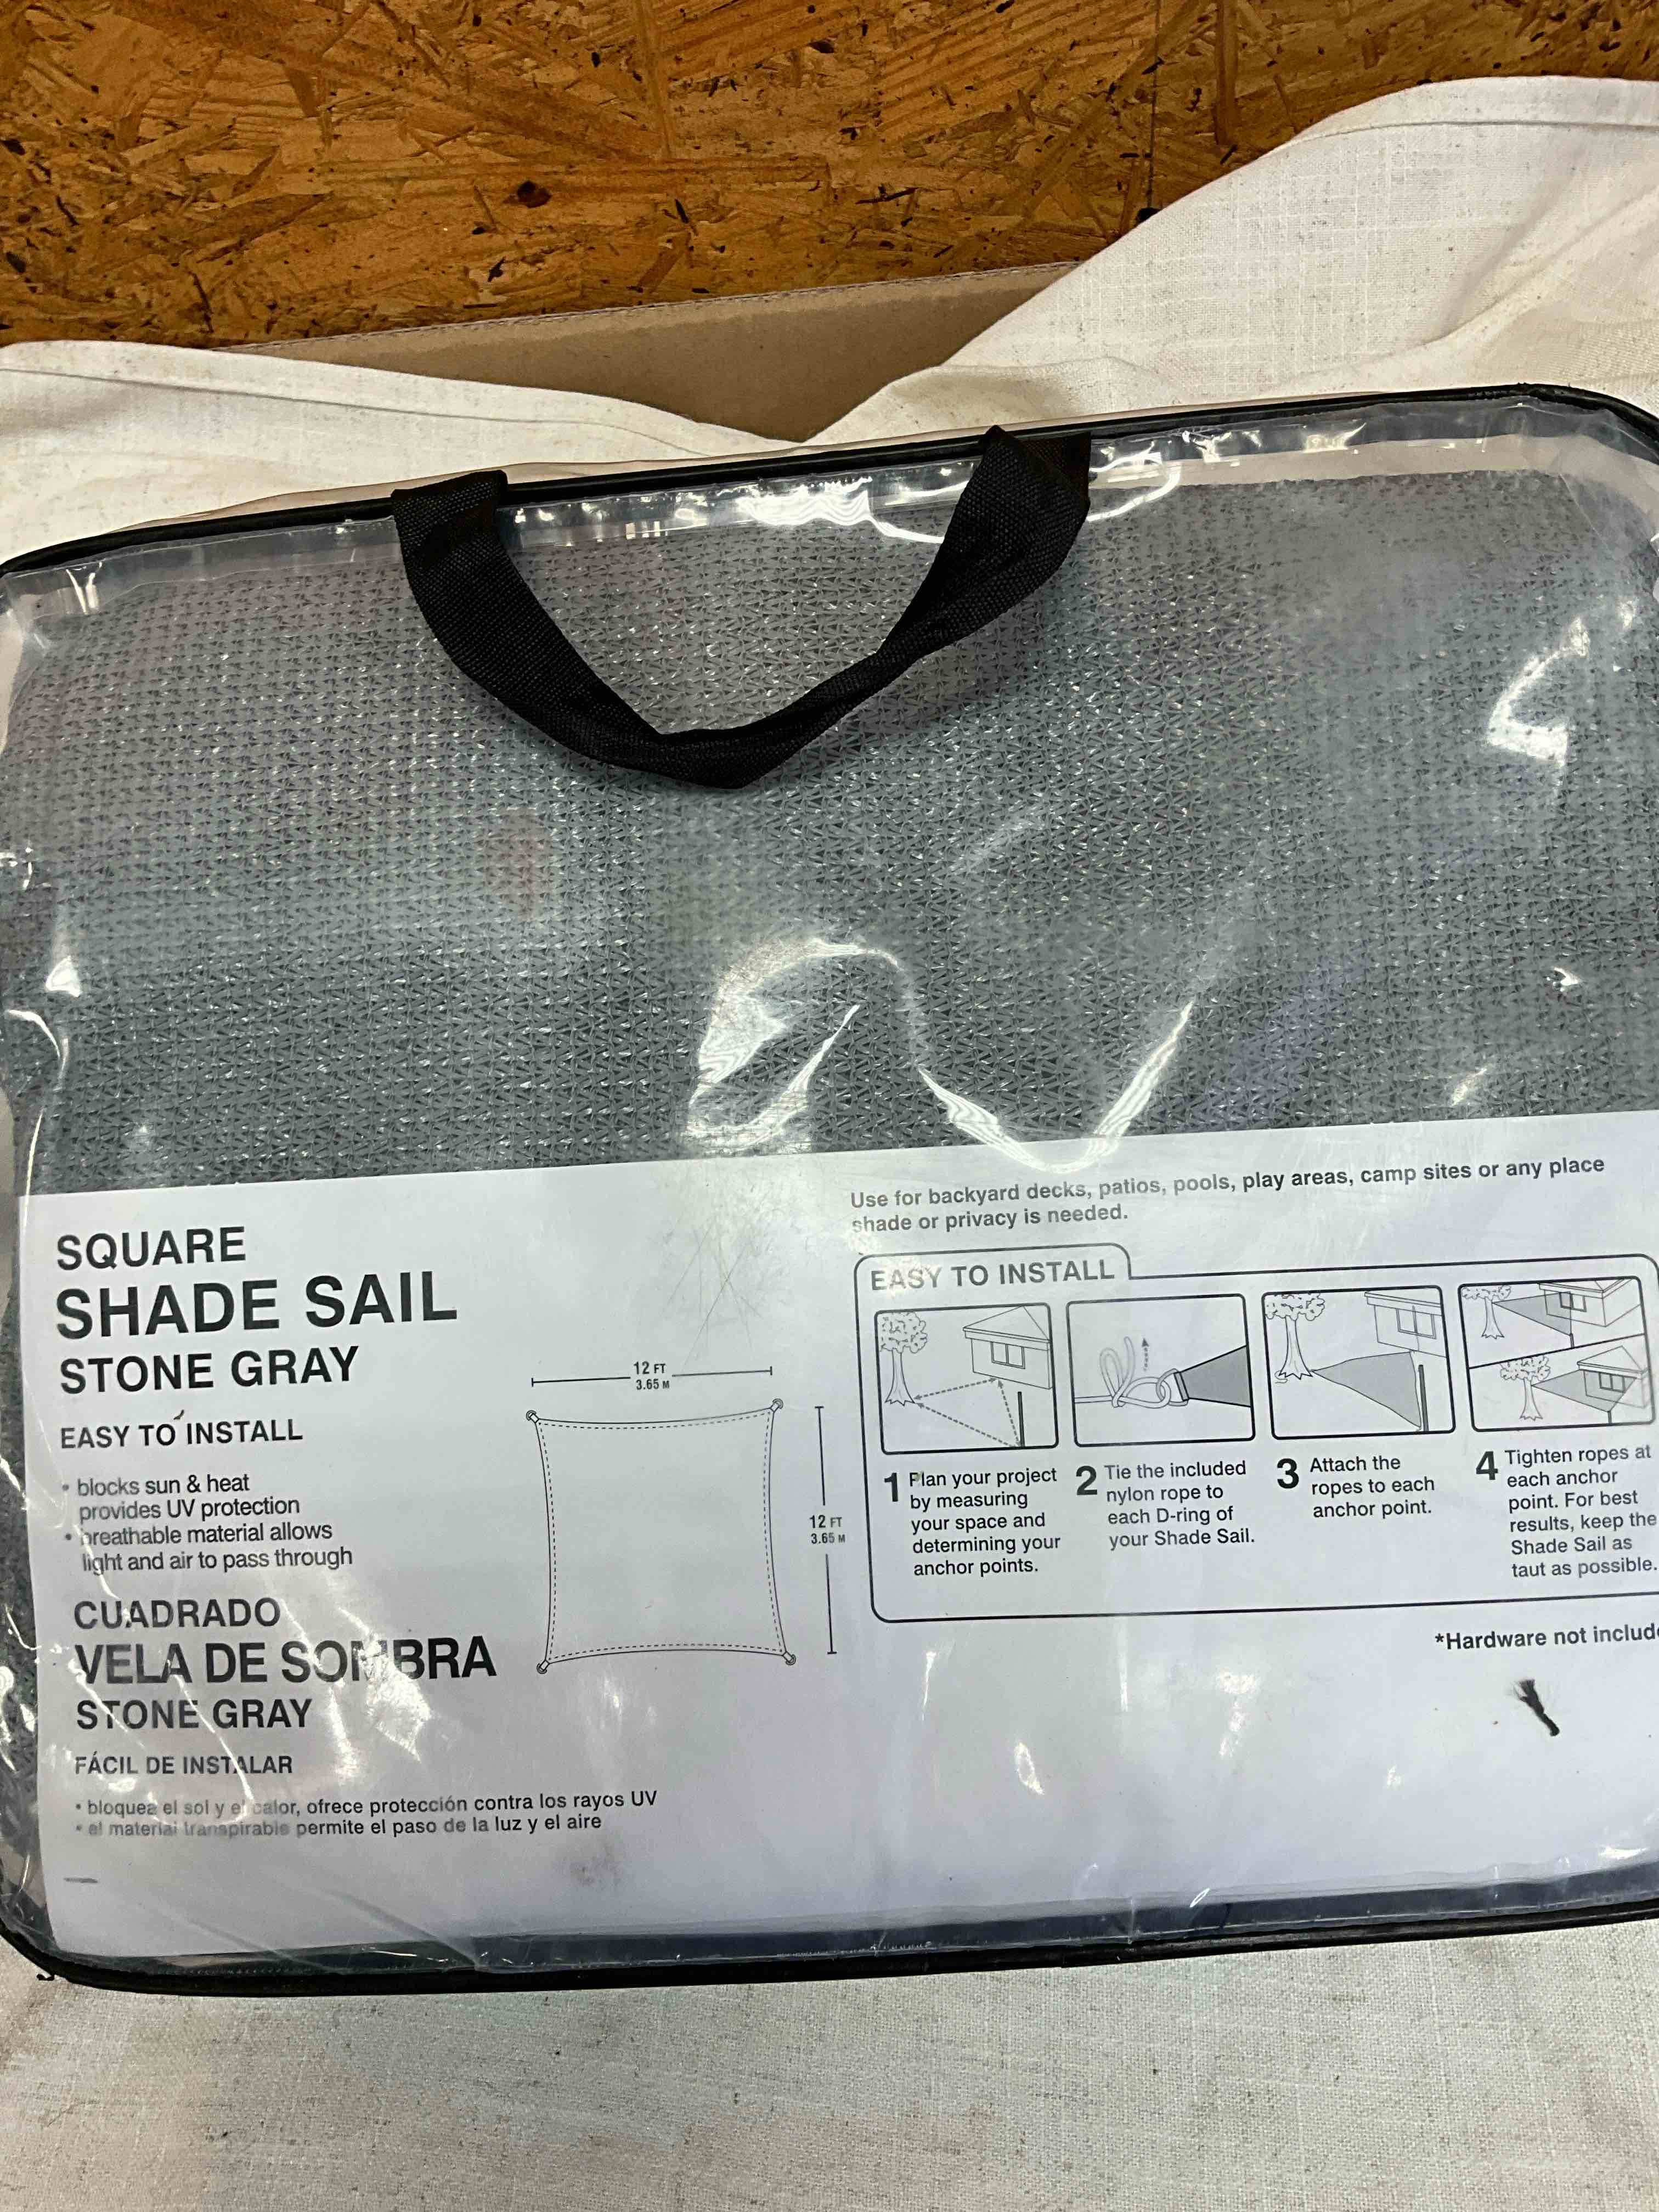 SQUARE
SHADE SAIL
STONE GRAY
EASY TO INSTALL
• blocks sun & heat
provides UV protection
• breathable material allows
light and air to pass through
CUADRADO
VELA DE SOMBRA
STONE GRAY
FÁCIL DE INSTALAR
• bloquea el sol y el calor, ofrece protección contra los rayos UV
• el material transpirable permite el paso de la luz y el aire
12 FT
3.65 M
12 FT
3.65 M
Use for backyard decks, patios, pools, play areas, camp sites or any place
shade or privacy is needed.
EASY TO INSTALL
1 Plan your project
by measuring
your space and
determining your
anchor points.
2 Tie the included
nylon rope to
each D-ring of
your Shade Sail.
3 Attach the
ropes to each
anchor point.
4 Tighten ropes at
each anchor
point. For best
results, keep the
Shade Sail as
taut as possible.
*Hardware not include